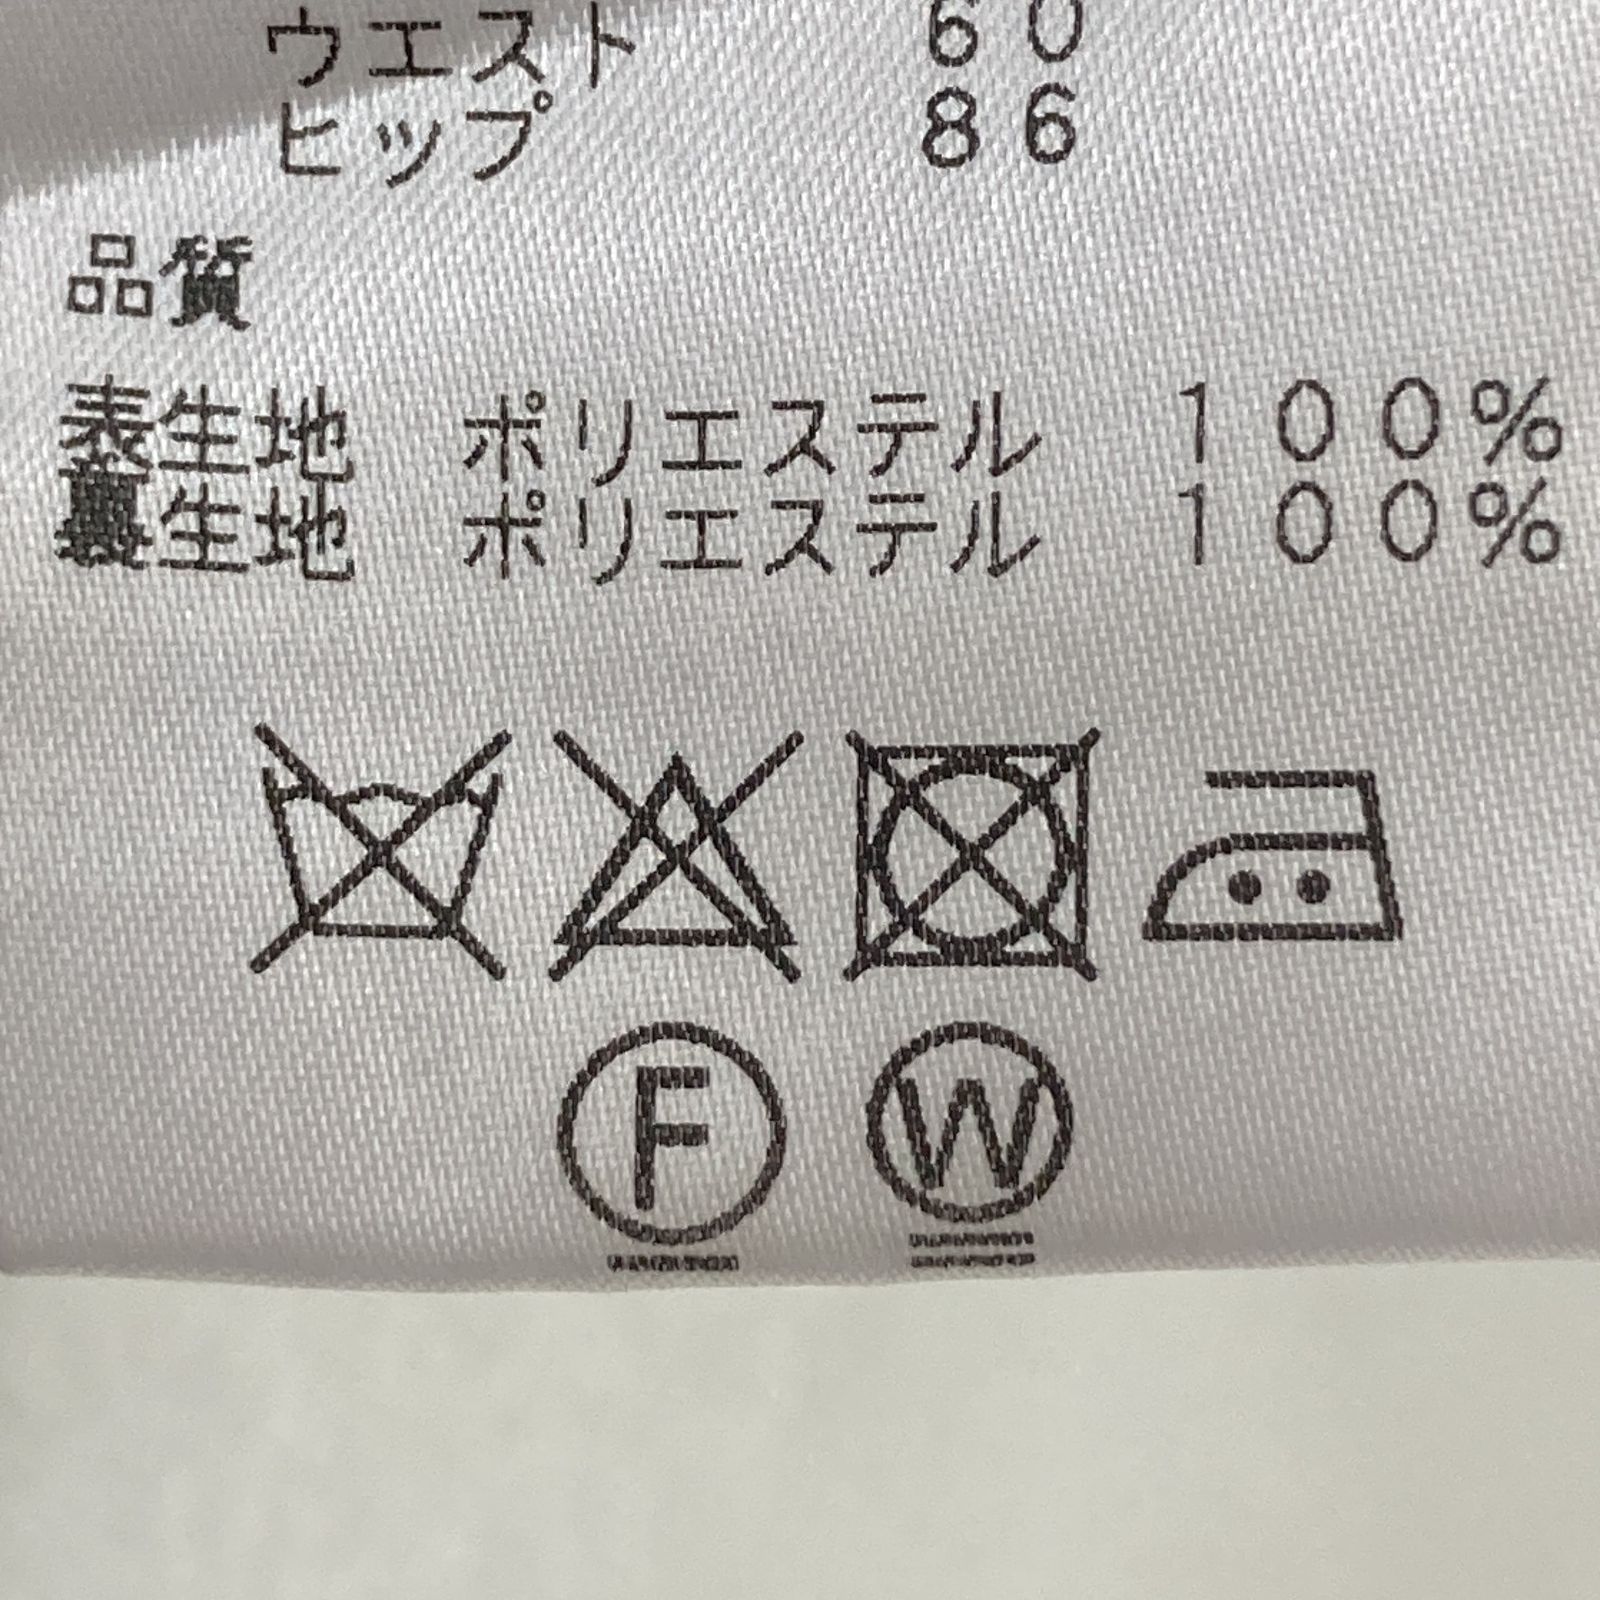 ウエスト 60
ヒップ 86
品質
表生地 ポリエステル 100%
裏生地 ポリエステル 100%
F W